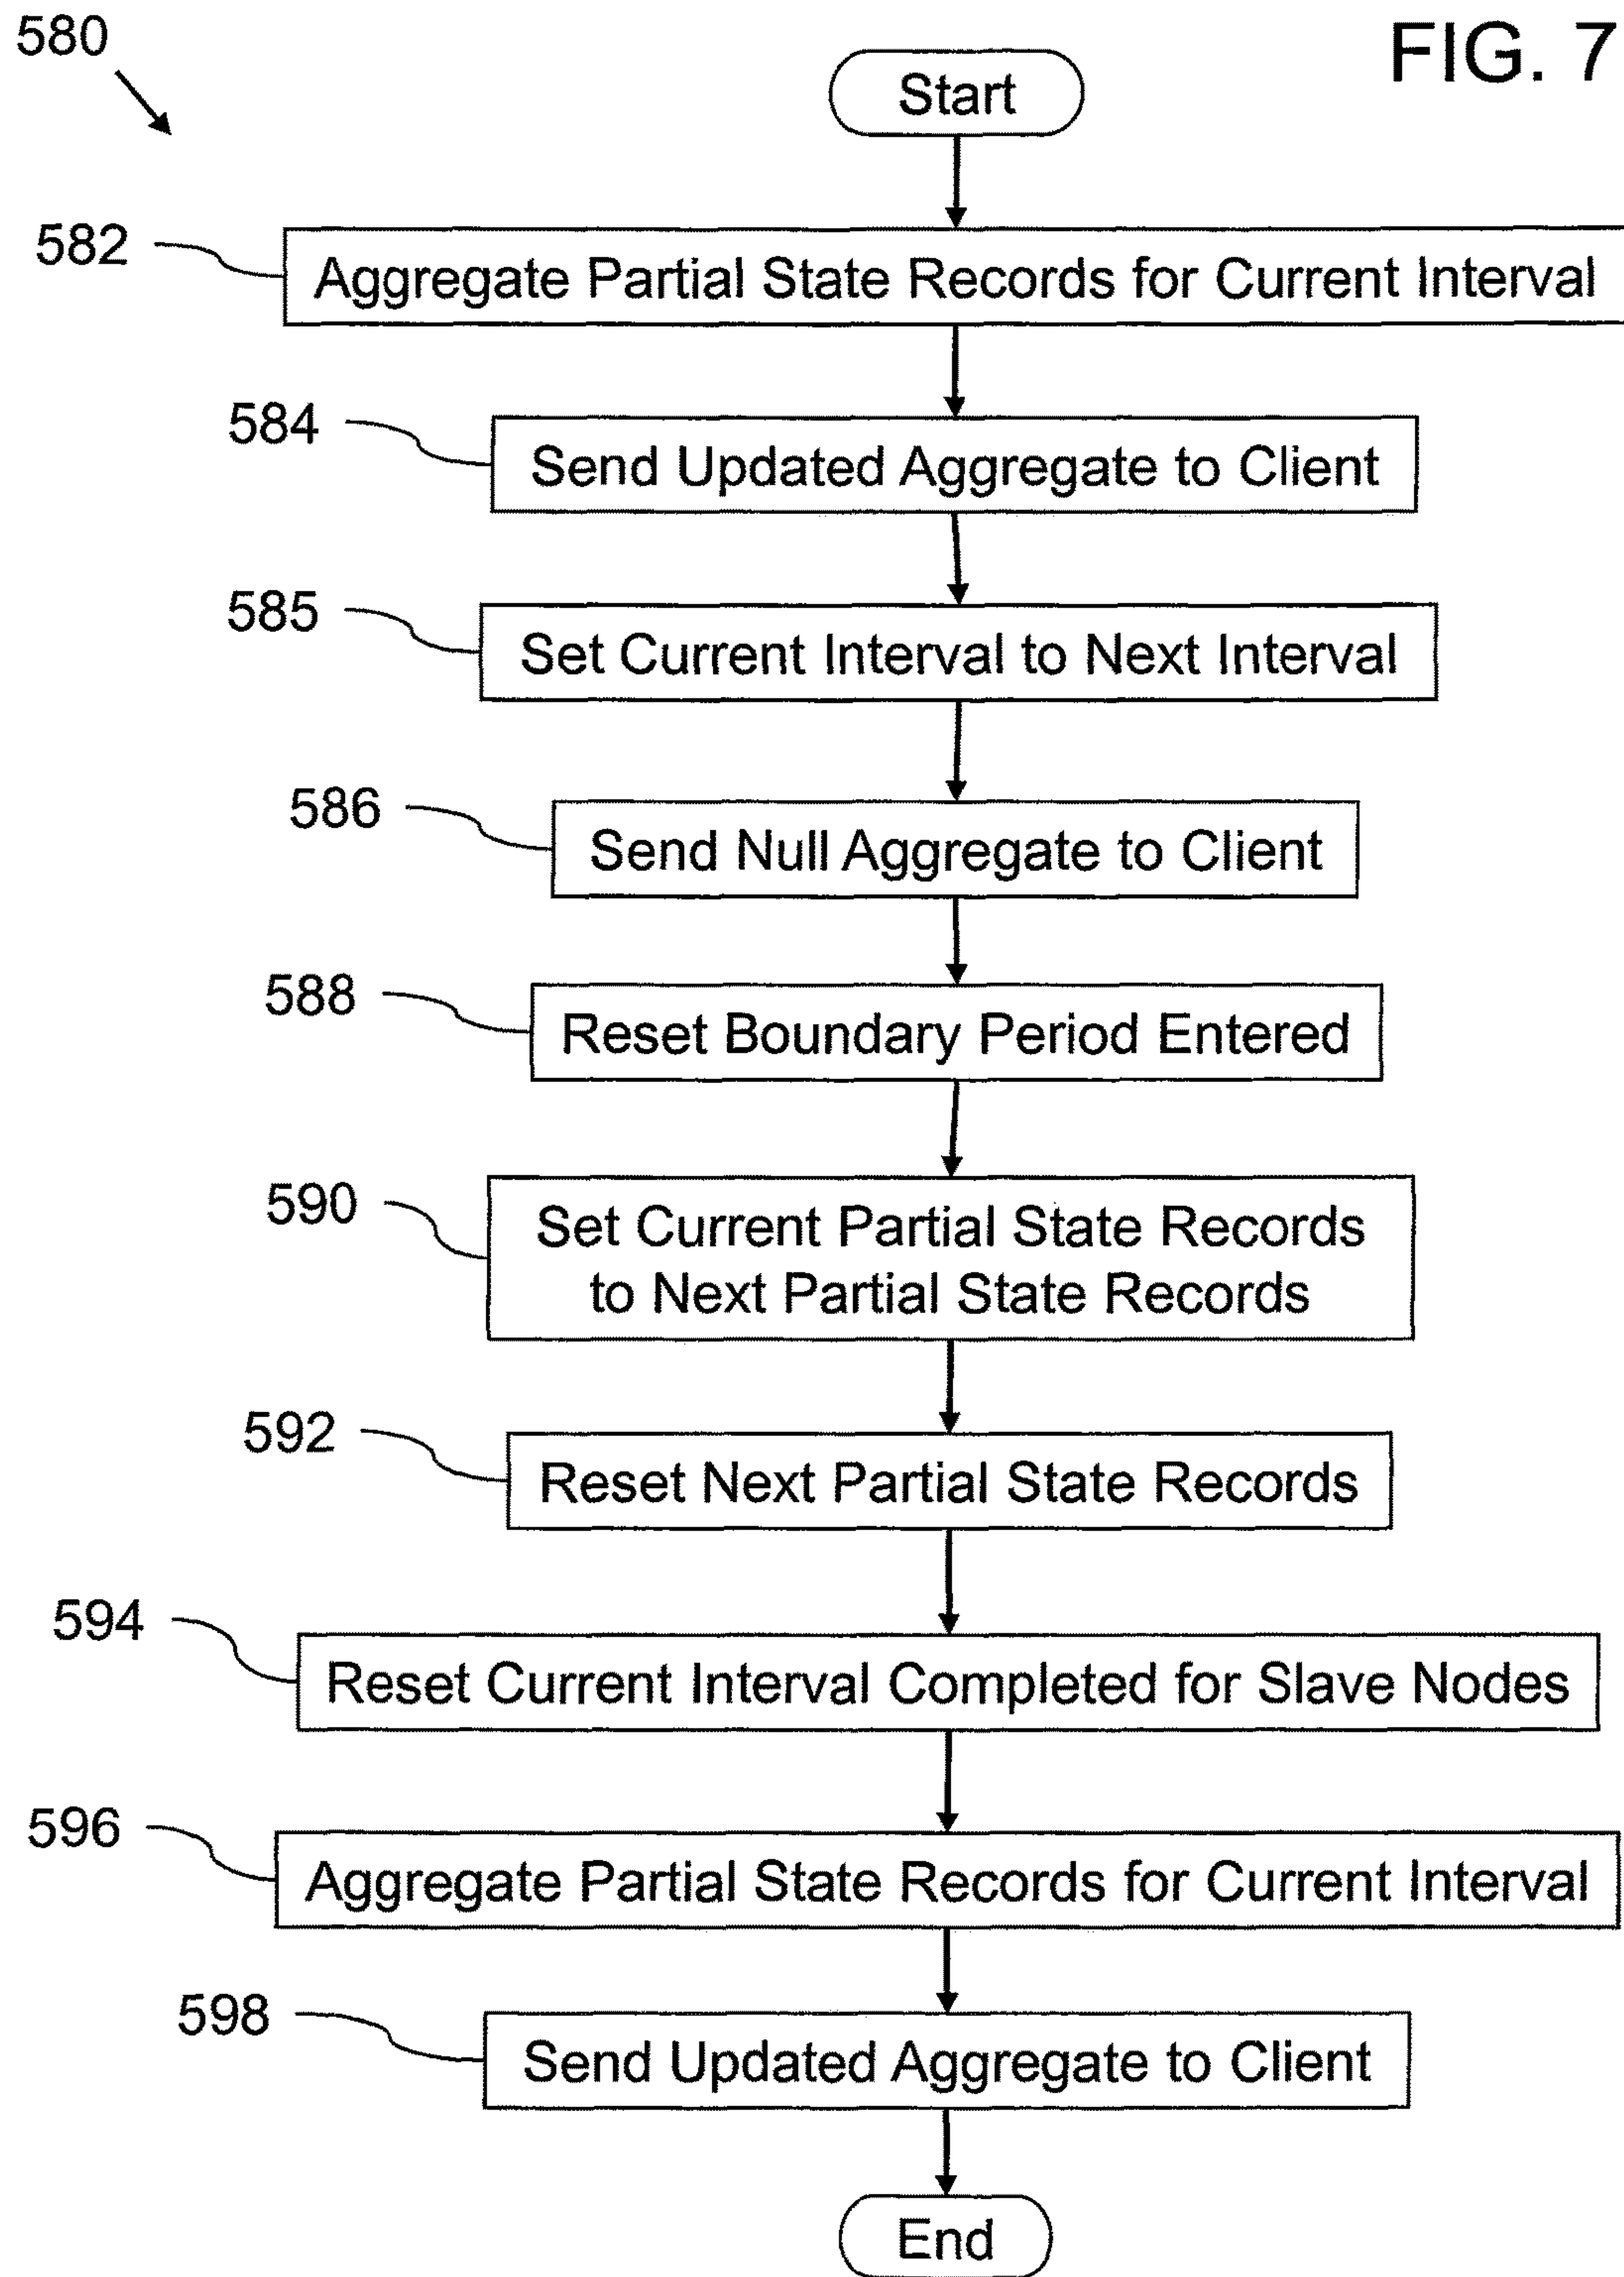 580
FIG. 7
Start
582
Aggregate Partial State Records for Current Interval
584
Send Updated Aggregate to Client
585
Set Current Interval to Next Interval
586
Send Null Aggregate to Client
588
Reset Boundary Period Entered
590
Set Current Partial State Records
to Next Partial State Records
592
Reset Next Partial State Records
594
Reset Current Interval Completed for Slave Nodes
596
Aggregate Partial State Records for Current Interval
598
Send Updated Aggregate to Client
End